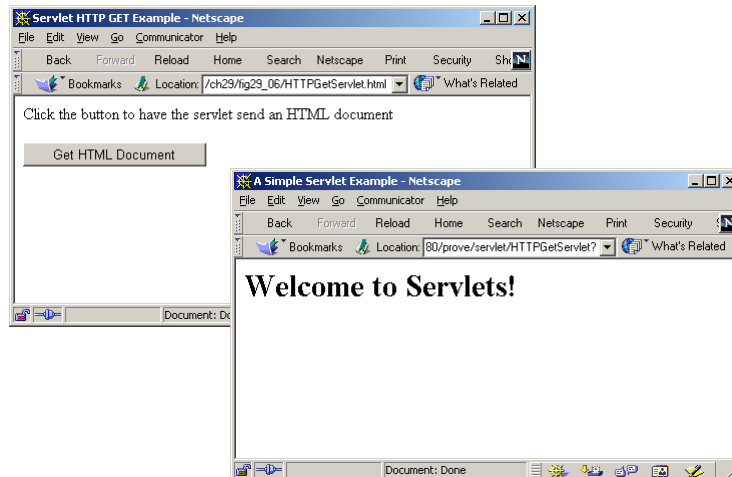 Servlet HTTP GET Example - Netscape
File Edit View Go Communicator Help
Back Forward Reload Home Search Netscape Print Security Sh N
Bookmarks Location: /ch29/fig29_06/HTTPGetServlet.html What's Related
Click the button to have the servlet send an HTML document
Get HTML Document
Document: Do
A Simple Servlet Example - Netscape
File Edit View Go Communicator Help
Back Forward Reload Home Search Netscape Print Security N
Bookmarks Location: 80/prove/servlet/HTTPGetServlet? What's Related
Welcome to Servlets!
Document: Done